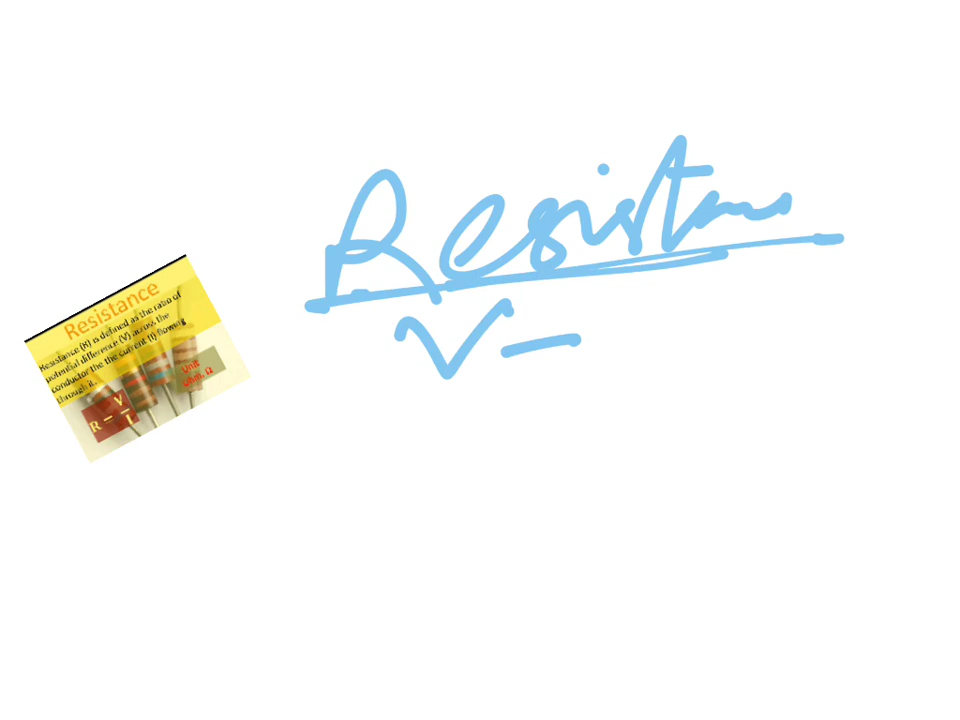 Resistance
Resistance (R) is defined as the ratio of
potential difference (V) across the
conductor the the current (I) flowing
through it.
Unit
Ohm, Ω
R = V
I
Resistans
V –